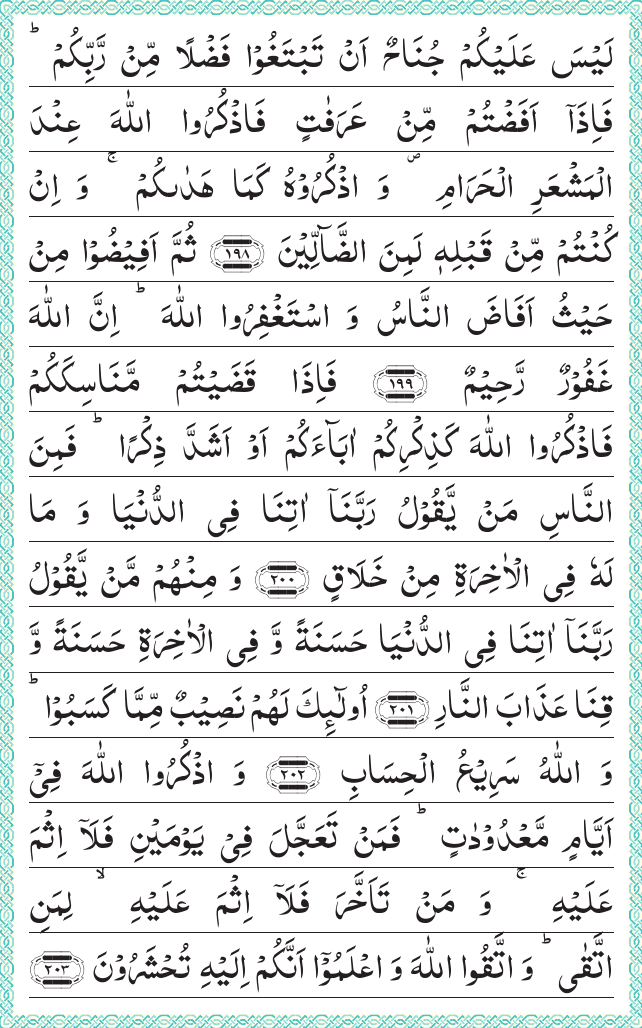 لَيْسَ عَلَيْكُمْ جُنَاحٌ اَنْ تَبْتَغُوْا فَضْلًا مِّنْ رَّبِّكُمْ ؕ
فَاِذَاۤ اَفَضْتُمْ مِّنْ عَرَفٰتٍ فَاذْكُرُوا اللّٰهَ عِنْدَ
الْمَشْعَرِ الْحَرَامِ ۪ وَ اذْكُرُوْهُ كَمَا هَدٰىكُمْ ۚ وَ اِنْ
كُنْتُمْ مِّنْ قَبْلِهٖ لَمِنَ الضَّآلِّيْنَ ﴿۱۹۸﴾ ثُمَّ اَفِيْضُوْا مِنْ
حَيْثُ اَفَاضَ النَّاسُ وَ اسْتَغْفِرُوا اللّٰهَ ؕ اِنَّ اللّٰهَ
غَفُوْرٌ رَّحِيْمٌ ﴿۱۹۹﴾ فَاِذَا قَضَيْتُمْ مَّنَاسِكَكُمْ
فَاذْكُرُوا اللّٰهَ كَذِكْرِكُمْ اٰبَآءَكُمْ اَوْ اَشَدَّ ذِكْرًا ؕ فَمِنَ
النَّاسِ مَنْ يَّقُوْلُ رَبَّنَاۤ اٰتِنَا فِى الدُّنْيَا وَ مَا
لَهٗ فِى الْاٰخِرَةِ مِنْ خَلَاقٍ ﴿۲۰۰﴾ وَ مِنْهُمْ مَّنْ يَّقُوْلُ
رَبَّنَاۤ اٰتِنَا فِى الدُّنْيَا حَسَنَةً وَّ فِى الْاٰخِرَةِ حَسَنَةً وَّ
قِنَا عَذَابَ النَّارِ ﴿۲۰۱﴾ اُولٰٓئِكَ لَهُمْ نَصِيْبٌ مِّمَّا كَسَبُوْا ؕ
وَ اللّٰهُ سَرِيْعُ الْحِسَابِ ﴿۲۰۲﴾ وَ اذْكُرُوا اللّٰهَ فِىْۤ
اَيَّامٍ مَّعْدُوْدٰتٍ ؕ فَمَنْ تَعَجَّلَ فِىْ يَوْمَيْنِ فَلَاۤ اِثْمَ
عَلَيْهِ ۚ وَ مَنْ تَاَخَّرَ فَلَاۤ اِثْمَ عَلَيْهِ ۙ لِمَنِ
اتَّقٰى ؕ وَ اتَّقُوا اللّٰهَ وَ اعْلَمُوْۤا اَنَّكُمْ اِلَيْهِ تُحْشَرُوْنَ ﴿۲۰۳﴾